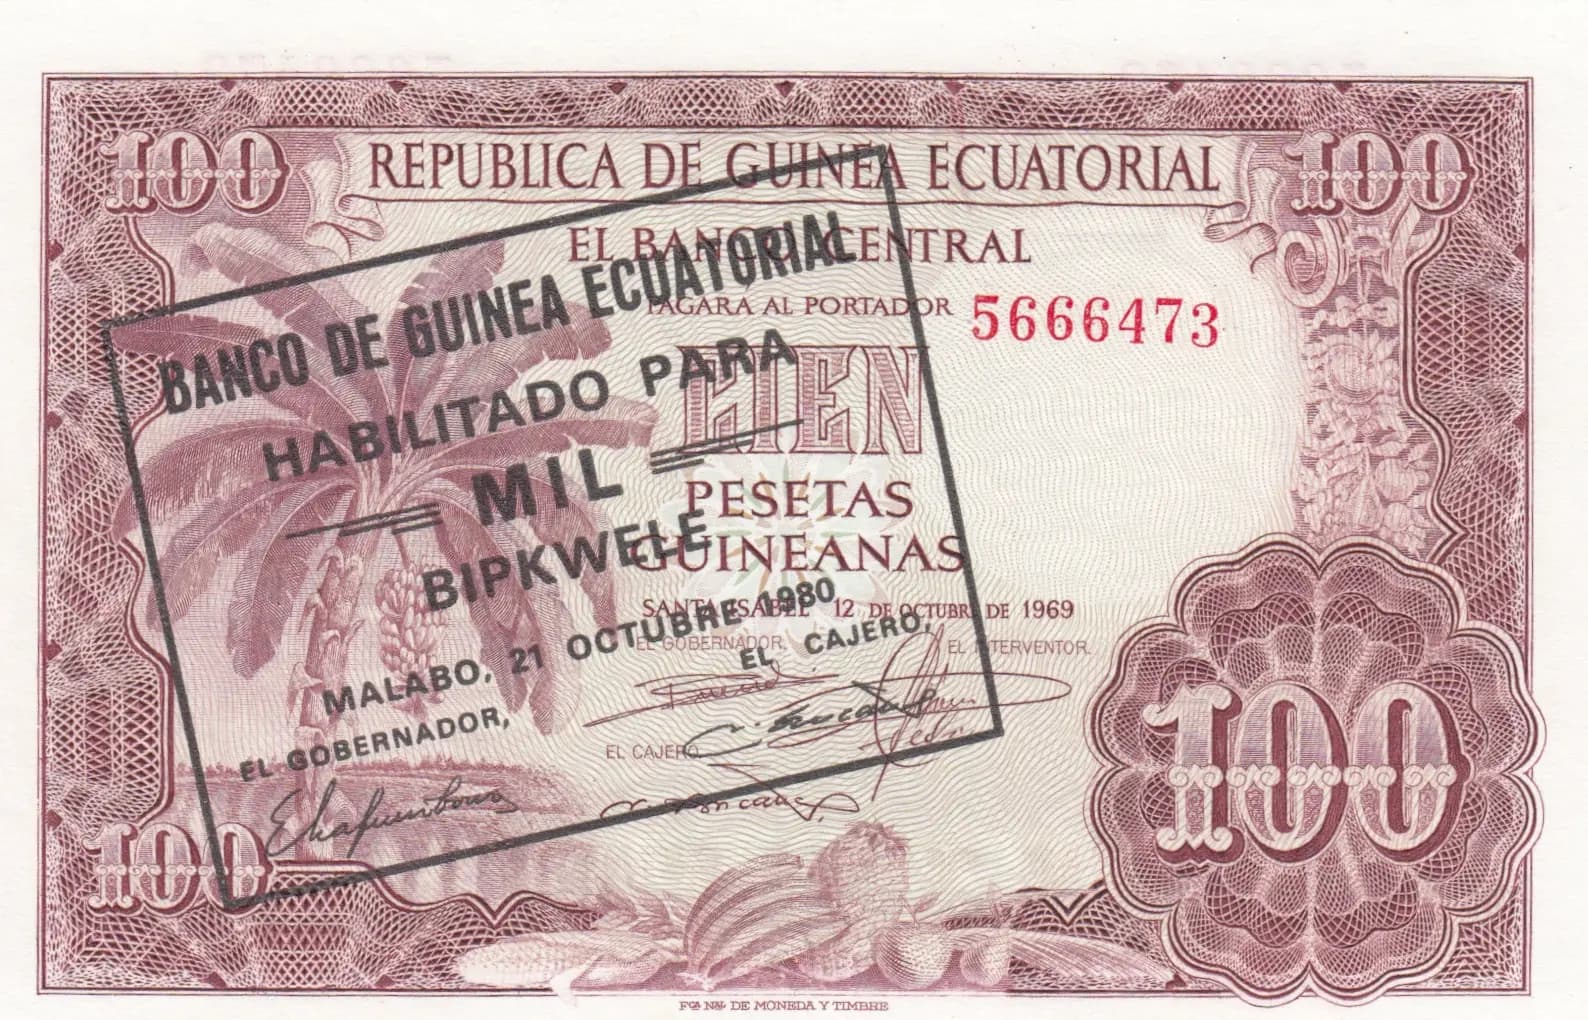 100
REPUBLICA DE GUINEA ECUATORIAL
100
EL BANCO CENTRAL
PAGARA AL PORTADOR
5666473
CIEN
PESETAS
GUINEANAS
SANTA ISABEL 12 DE OCTUBRE DE 1969
EL GOBERNADOR,
EL INTERVENTOR.
EL CAJERO
BANCO DE GUINEA ECUATORIAL
HABILITADO PARA
MIL
BIPKWELE
MALABO, 21 OCTUBRE 1980
EL GOBERNADOR,
EL CAJERO,
100
100
FCA NAL DE MONEDA Y TIMBRE